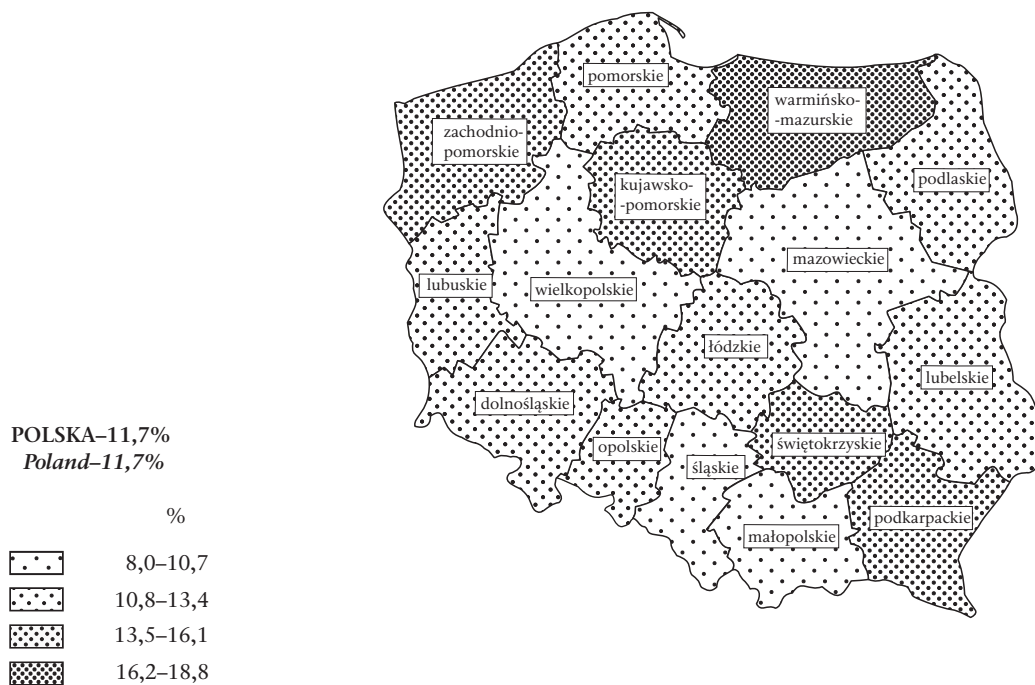 pomorskie
warmińsko-
-mazurskie
zachodnio-
pomorskie
podlaskie
kujawsko-
-pomorskie
mazowieckie
lubuskie
wielkopolskie
łódzkie
lubelskie
dolnośląskie
opolskie
świętokrzyskie
śląskie
podkarpackie
małopolskie
POLSKA–11,7%
Poland–11,7%
%
8,0–10,7
10,8–13,4
13,5–16,1
16,2–18,8